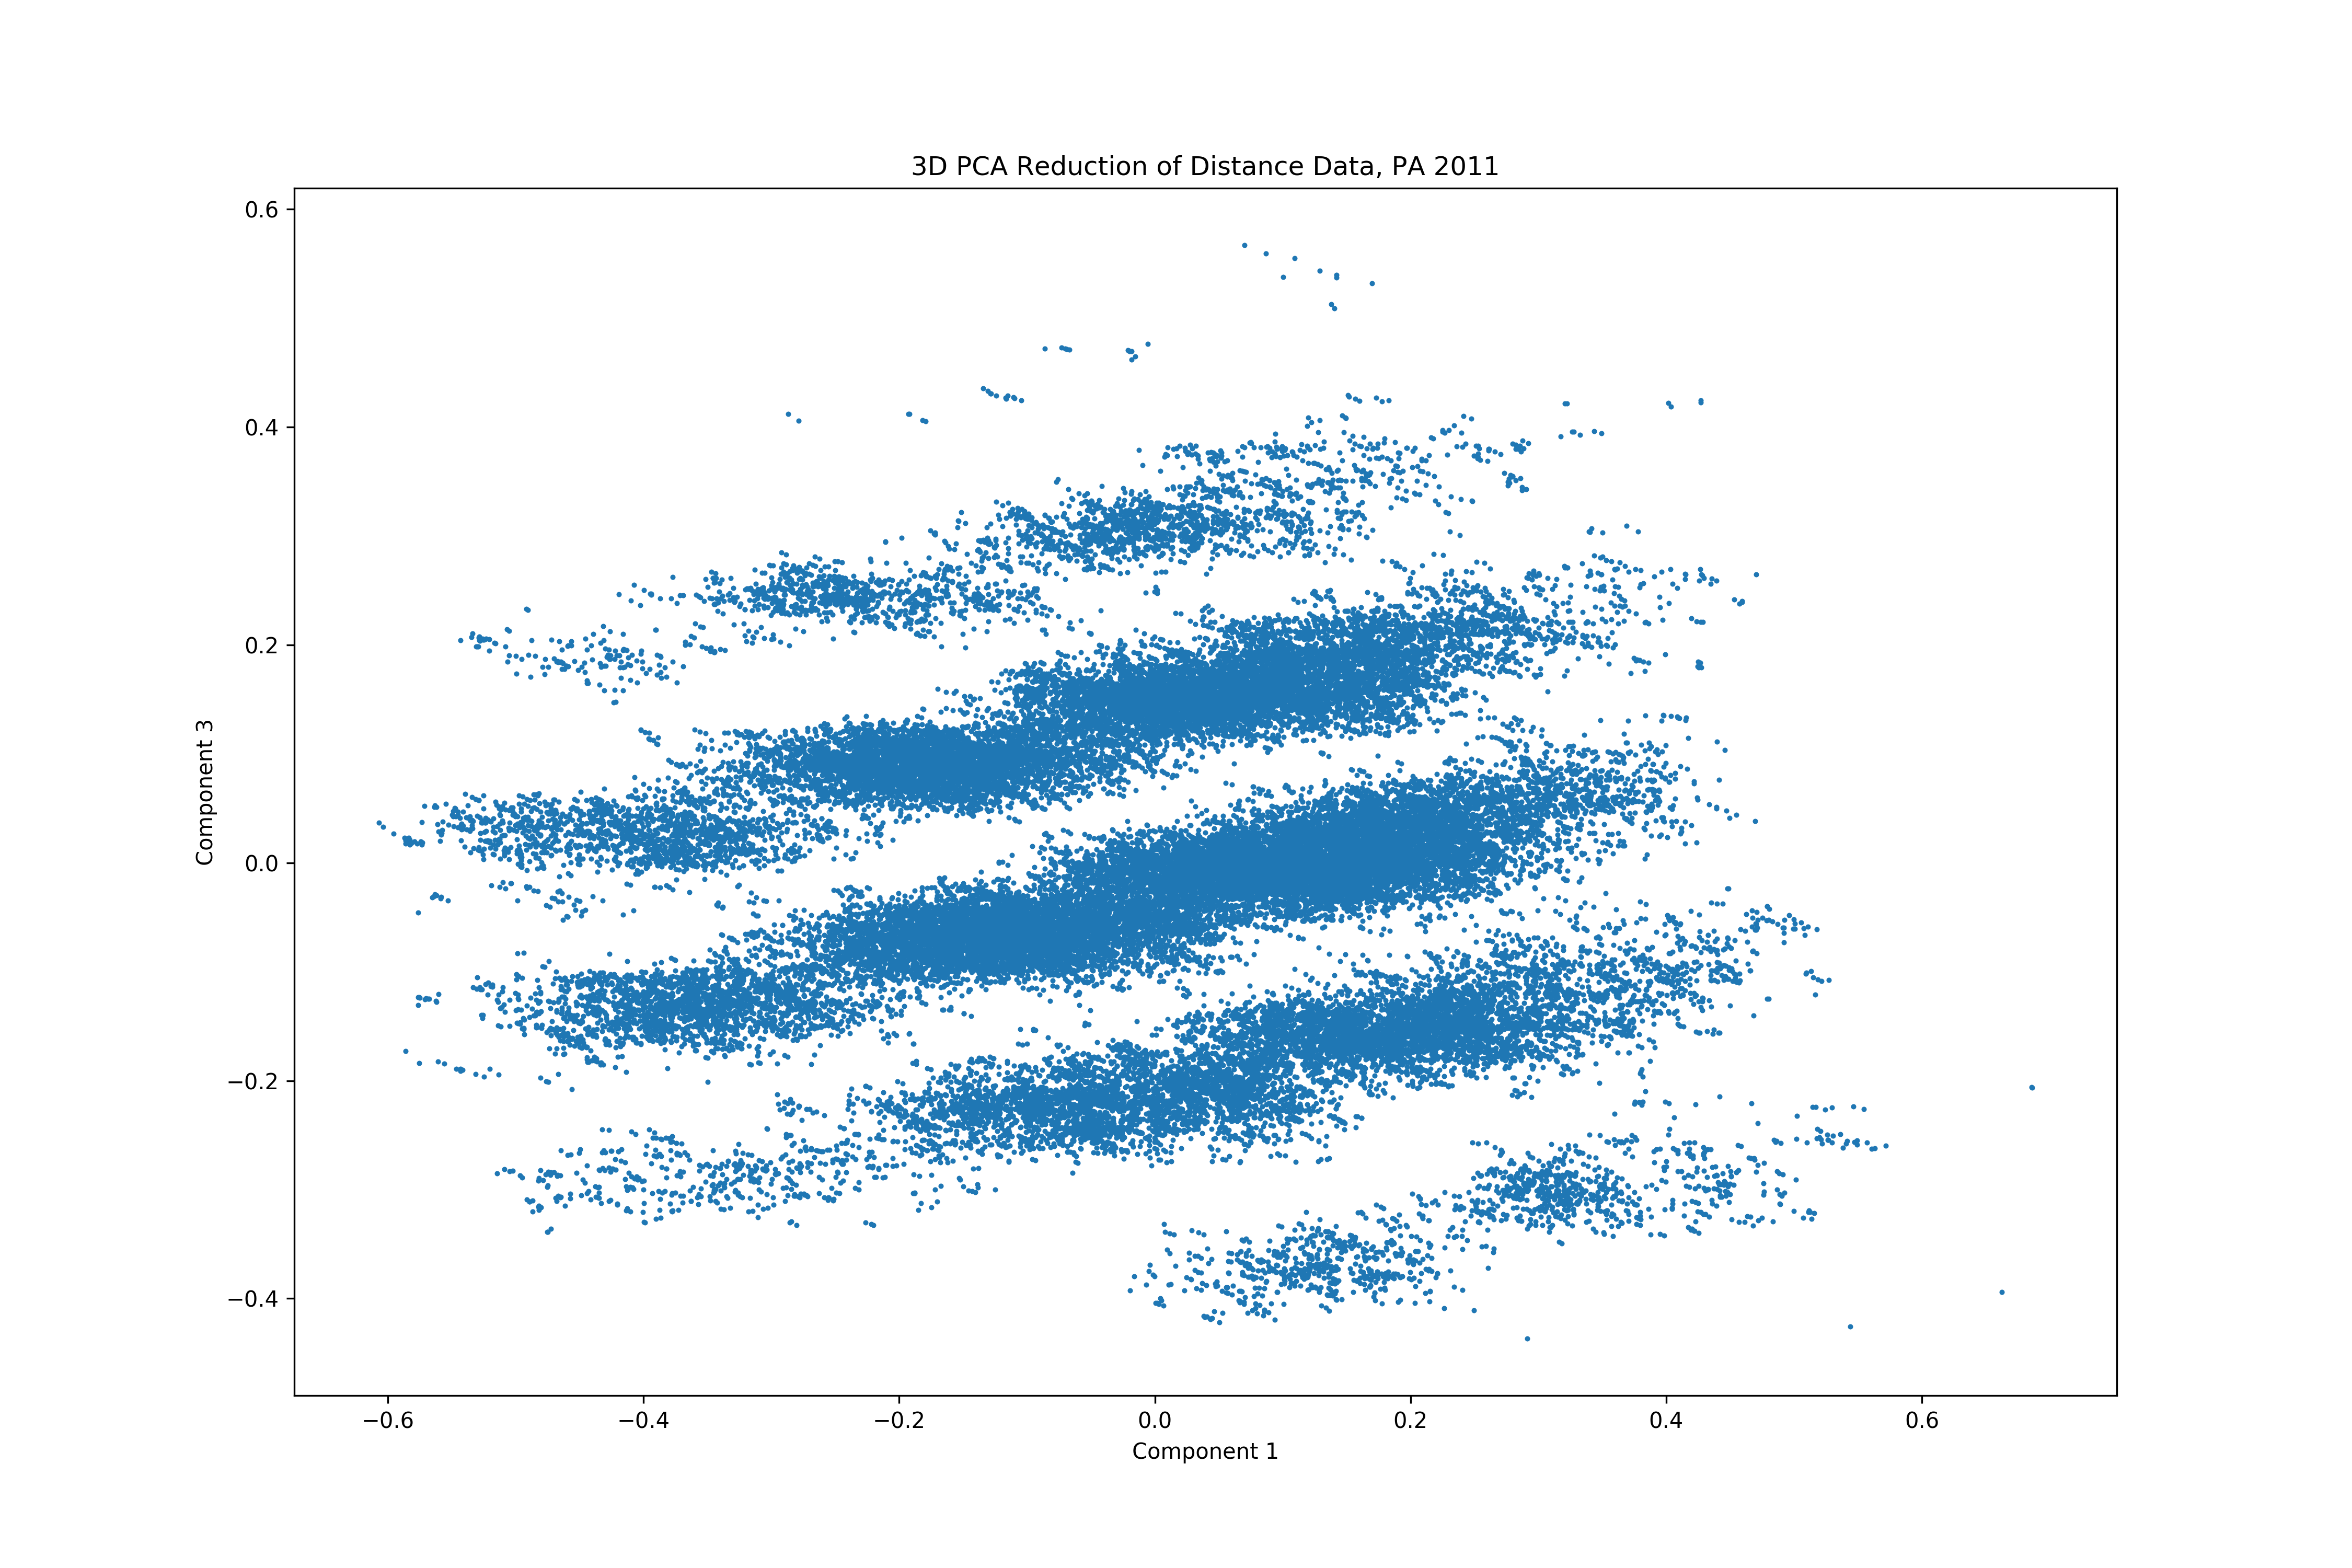 3D PCA Reduction of Distance Data, PA 2011
0.6
0.4
0.2
0.0
−0.2
−0.4
Component 3
−0.6 −0.4 −0.2 0.0 0.2 0.4 0.6
Component 1